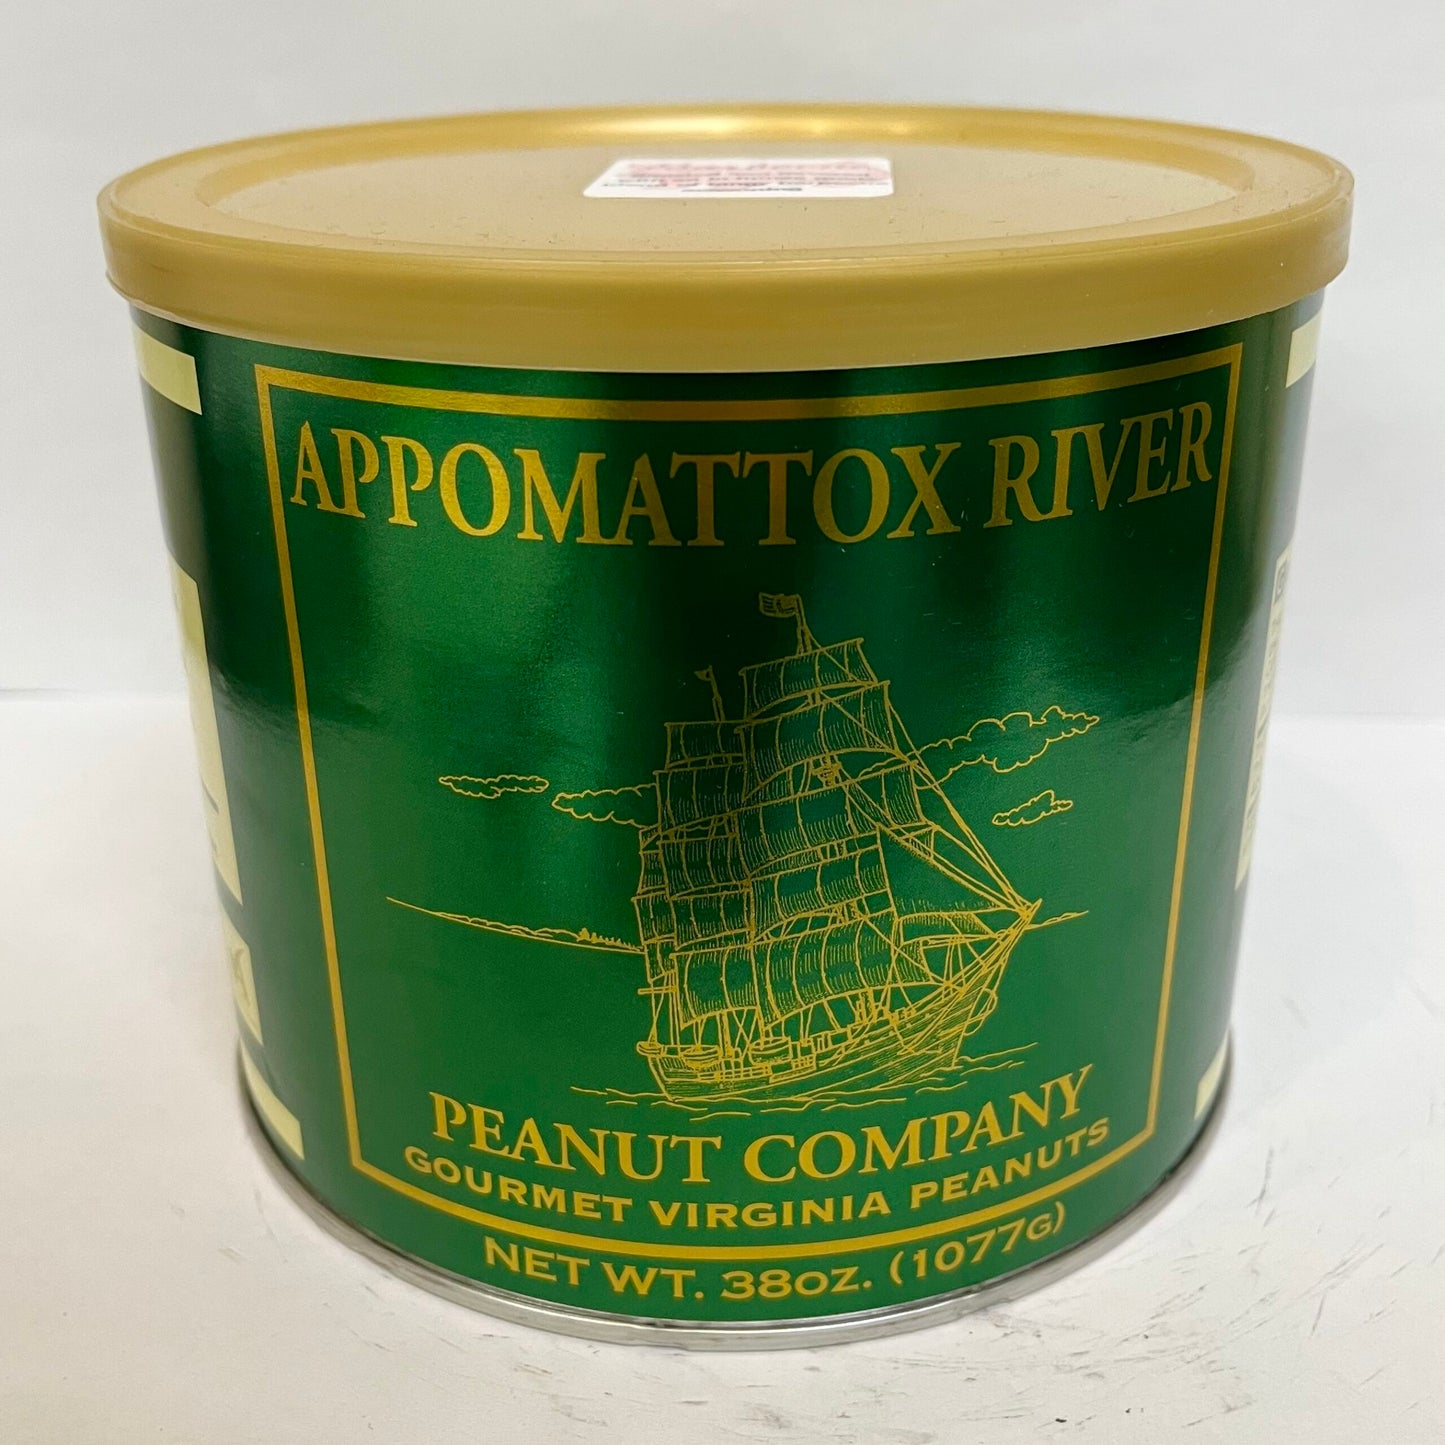 APPOMATTOX RIVER
PEANUT COMPANY
GOURMET VIRGINIA PEANUTS
NET WT. 38OZ. (1077G)